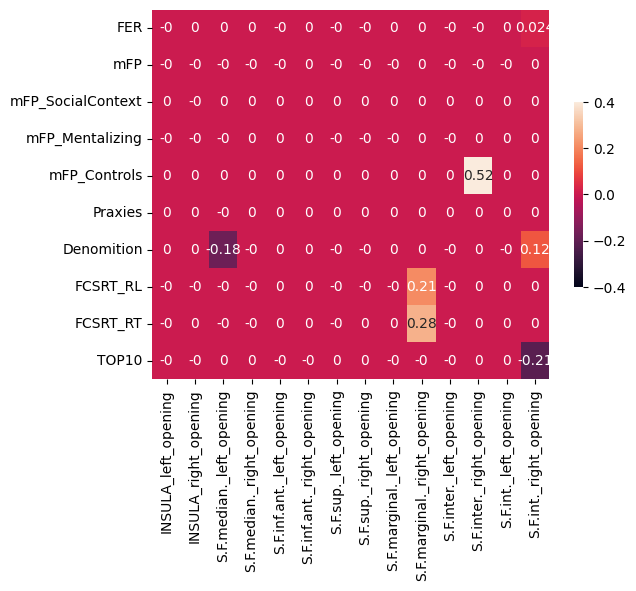 FER -0 0 -0 -0 -0 -0 0 -0 0 -0 -0 0 0 0.024
mFP -0 -0 -0 -0 -0 0 -0 -0 0 -0 -0 -0 -0 0
mFP_SocialContext 0 0 0 -0 0 0 -0 0 0 0 -0 0 0 0
0.4
mFP_Mentalizing -0 -0 -0 0 0 0 -0 -0 0 -0 -0 0 0 0
0.2
mFP_Controls 0 0 0 0 -0 0 0 0 0 0 0 0.52 0 0
0.0
Praxies 0 0 -0 0 0 0 0 0 0 0 0 0 0 0
Denomition 0 0 -0.18 -0 0 0 -0 0 -0 0 -0 0 -0 0.12
−0.2
FCSRT_RL -0 -0 0 0 -0 0 -0 -0 -0 0.21 -0 0 -0 0
−0.4
FCSRT_RT -0 0 0 -0 -0 0 0 0 0 0.28 -0 0 0 0
TOP10 -0 -0 0 0 0 -0 0 0 -0 -0 -0 0 -0 -0.21
INSULA_left_opening
INSULA_right_opening
S.F.median._left_opening
S.F.median._right_opening
S.F.inf.ant._left_opening
S.F.inf.ant._right_opening
S.F.sup._left_opening
S.F.sup._right_opening
S.F.marginal._left_opening
S.F.marginal._right_opening
S.F.inter._left_opening
S.F.inter._right_opening
S.F.int._left_opening
S.F.int._right_opening